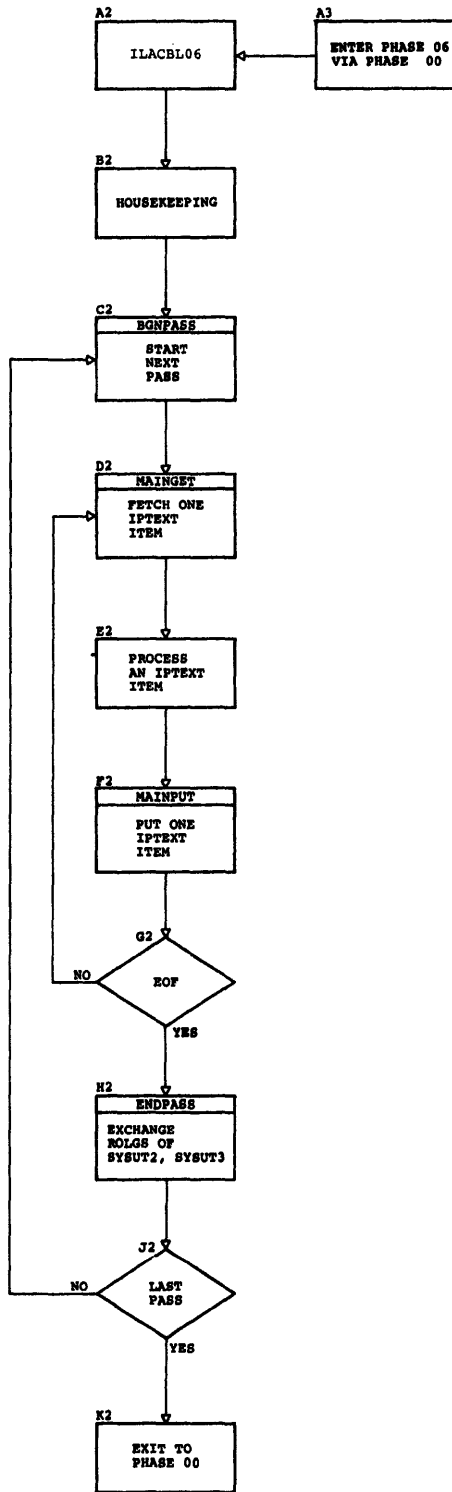 A2
ILACBL06
A3
ENTER PHASE 06
VIA PHASE 00
B2
HOUSEKEEPING
C2
BGNPASS
START
NEXT
PASS
D2
MAINGET
FETCH ONE
IPTEXT
ITEM
E2
PROCESS
AN IPTEXT
ITEM
F2
MAINPUT
PUT ONE
IPTEXT
ITEM
G2
NO
EOF
YES
H2
ENDPASS
EXCHANGE
ROLGS OF
SYSUT2, SYSUT3
J2
NO
LAST
PASS
YES
K2
EXIT TO
PHASE 00